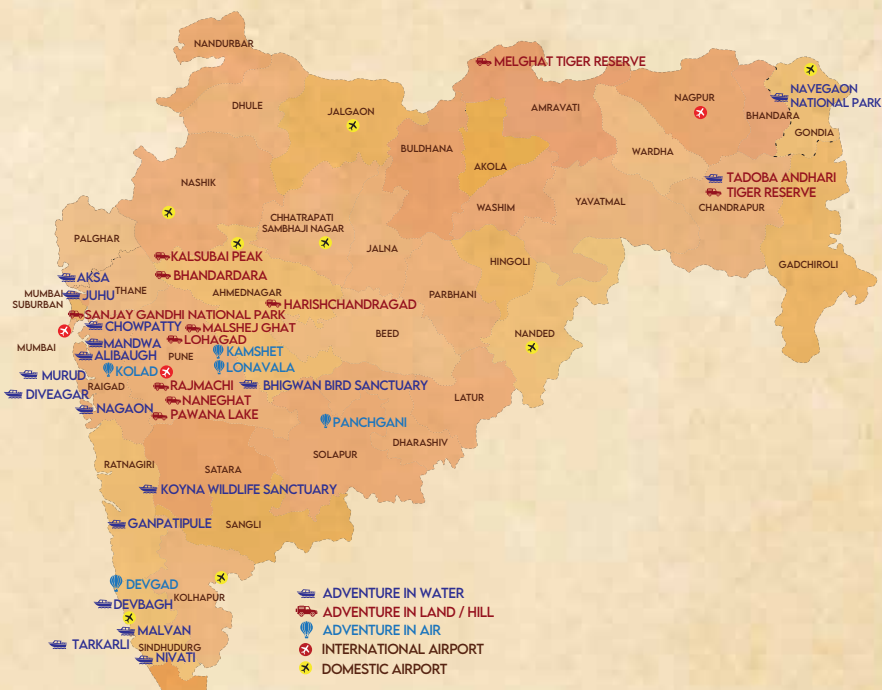 NANDURBAR
MELGHAT TIGER RESERVE
DHULE
JALGAON
AMRAVATI
NAGPUR
NAVEGAON
NATIONAL PARK
BHANDARA
GONDIA
BULDHANA
AKOLA
WARDHA
NASHIK
TADOBA ANDHARI
TIGER RESERVE
CHANDRAPUR
WASHIM
YAVATMAL
CHHATRAPATI
SAMBHAJI NAGAR
PALGHAR
JALNA
KALSUBAI PEAK
HINGOLI
GADCHIROLI
AKSA
BHANDARDARA
MUMBAI
SUBURBAN
JUHU
THANE
AHMEDNAGAR
PARBHANI
HARISHCHANDRAGAD
SANJAY GANDHI NATIONAL PARK
CHOWPATTY
MALSHEJ GHAT
BEED
NANDED
MUMBAI
MANDWA
LOHAGAD
ALIBAUGH
PUNE
KAMSHET
KOLAD
LONAVALA
MURUD
RAIGAD
RAJMACHI
BHIGWAN BIRD SANCTUARY
DIVEAGAR
NANEGHAT
LATUR
NAGAON
PAWANA LAKE
PANCHGANI
DHARASHIV
SOLAPUR
RATNAGIRI
SATARA
KOYNA WILDLIFE SANCTUARY
GANPATIPULE
SANGLI
DEVGAD
KOLHAPUR
DEVBAGH
MALVAN
TARKARLI
SINDHUDURG
NIVATI
ADVENTURE IN WATER
ADVENTURE IN LAND / HILL
ADVENTURE IN AIR
INTERNATIONAL AIRPORT
DOMESTIC AIRPORT